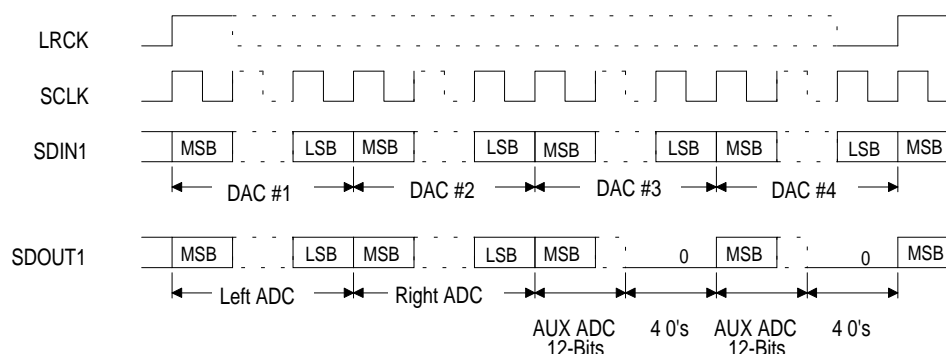 LRCK
SCLK
SDIN1 MSB LSB MSB LSB MSB LSB MSB LSB MSB
DAC #1 DAC #2 DAC #3 DAC #4
SDOUT1 MSB LSB MSB LSB MSB 0 MSB 0 MSB
Left ADC Right ADC
AUX ADC 4 0's AUX ADC 4 0's
12-Bits 12-Bits